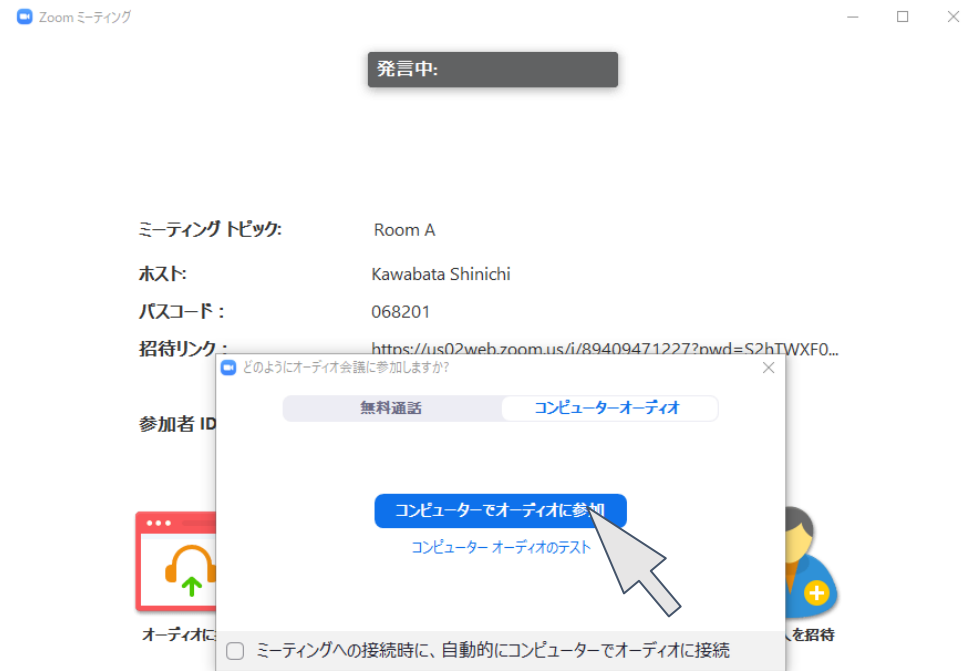 Zoom ミーティング
発言中:
ミーティング トピック: Room A
ホスト: Kawabata Shinichi
パスコード： 068201
招待リンク： https://us02web.zoom.us/j/89409471227?pwd=S2hTWXF0...
どのようにオーディオ会議に参加しますか?
無料通話 コンピューターオーディオ
参加者 ID
コンピューターでオーディオに参加
コンピューター オーディオのテスト
オーディオに
を招待
ミーティングへの接続時に、自動的にコンピューターでオーディオに接続